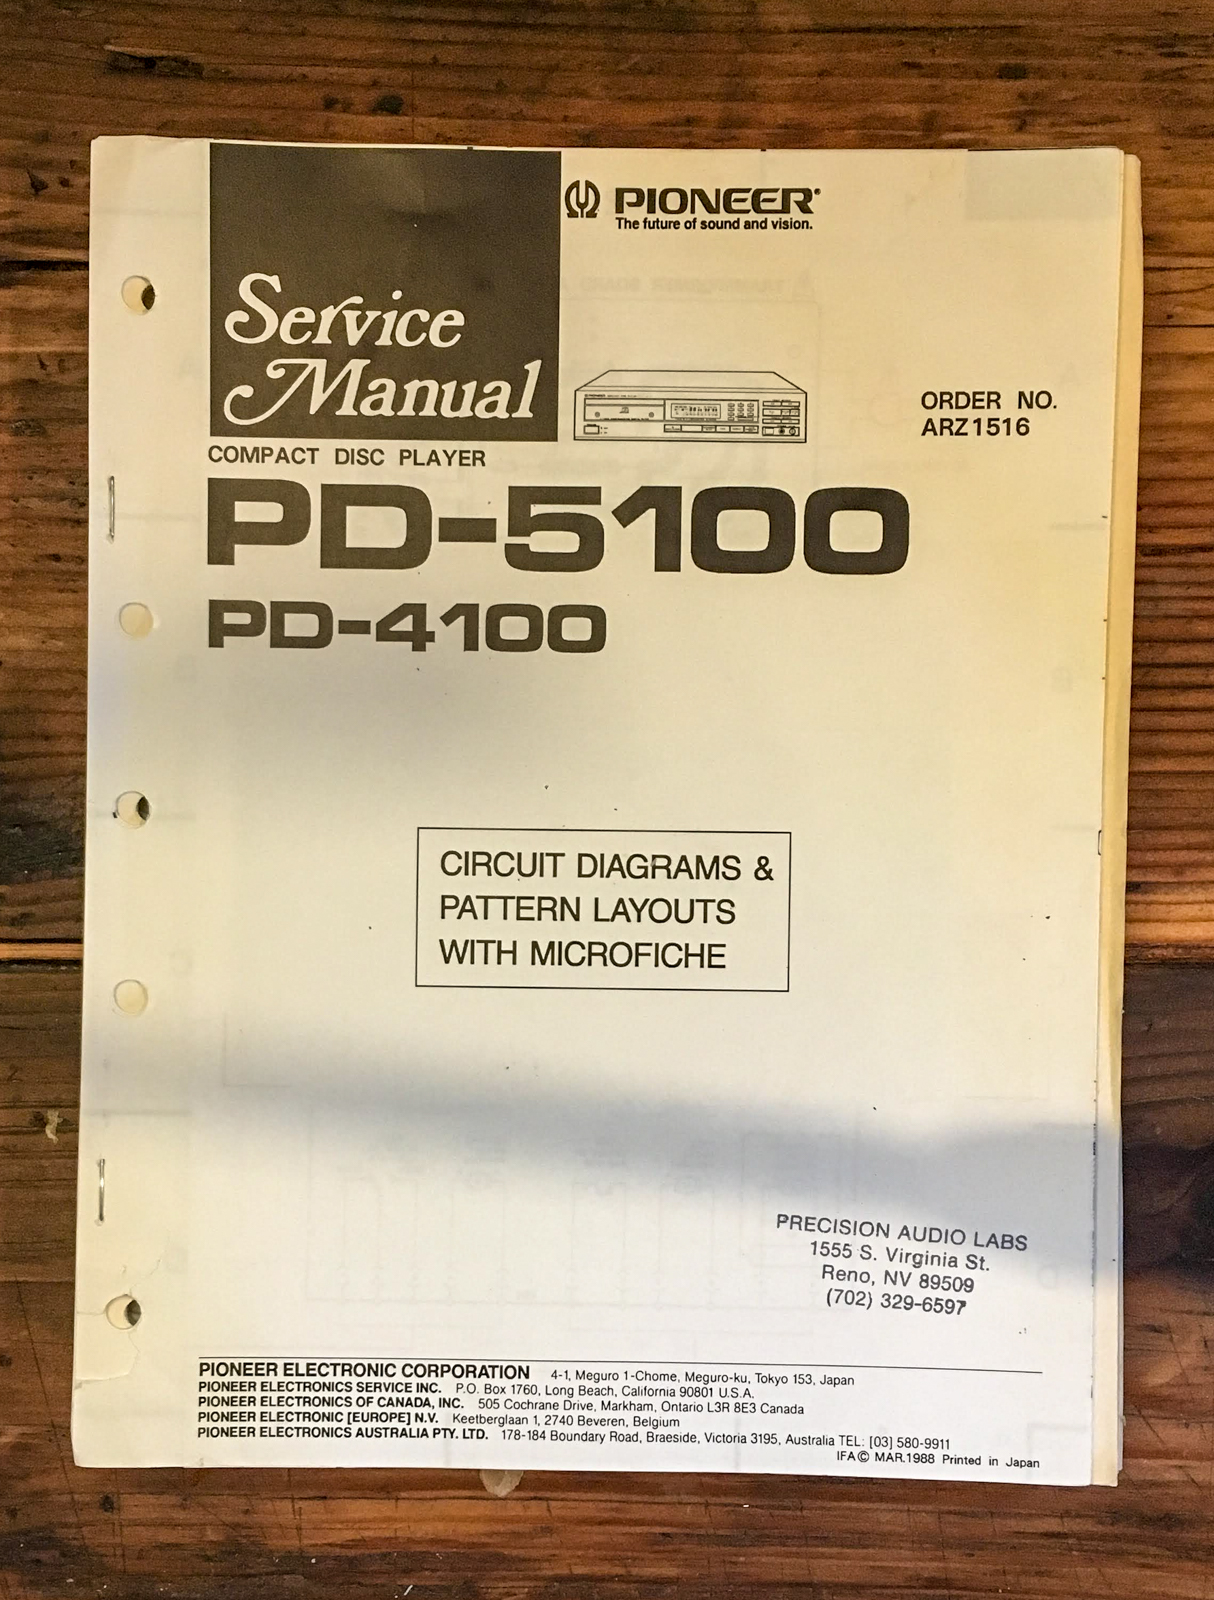 PIONEER
The future of sound and vision.
Service
Manual
ORDER NO.
ARZ1516
COMPACT DISC PLAYER
PD-5100
PD-4100
CIRCUIT DIAGRAMS &
PATTERN LAYOUTS
WITH MICROFICHE
PRECISION AUDIO LABS
1555 S. Virginia St.
Reno, NV 89509
(702) 329-6597
PIONEER ELECTRONIC CORPORATION 4-1, Meguro 1-Chome, Meguro-ku, Tokyo 153, Japan
PIONEER ELECTRONICS SERVICE INC. P.O. Box 1760, Long Beach, California 90801 U.S.A.
PIONEER ELECTRONICS OF CANADA, INC. 505 Cochrane Drive, Markham, Ontario L3R 8E3 Canada
PIONEER ELECTRONIC [EUROPE] N.V. Keetberglaan 1, 2740 Beveren, Belgium
PIONEER ELECTRONICS AUSTRALIA PTY. LTD. 178-184 Boundary Road, Braeside, Victoria 3195, Australia TEL: [03] 580-9911
IFA © MAR.1988 Printed in Japan